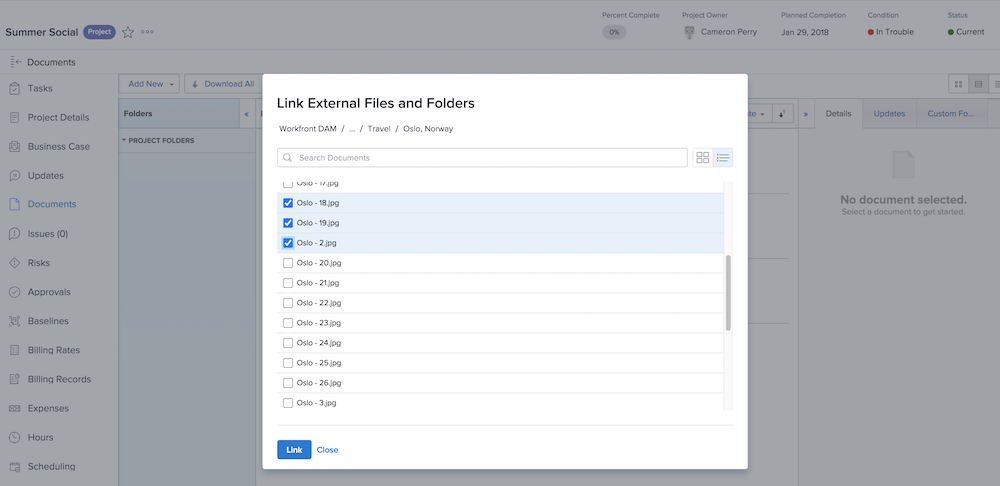 Summer Social Project
Percent Complete
0%
Project Owner
Cameron Perry
Planned Completion
Jan 29, 2018
Condition
In Trouble
Status
Current
Documents
Tasks
Project Details
Business Case
Updates
Documents
Issues (0)
Risks
Approvals
Baselines
Billing Rates
Billing Records
Expenses
Hours
Scheduling
Add New
Download All
Folders
PROJECT FOLDERS
Link External Files and Folders
Workfront DAM / ... / Travel / Oslo, Norway
Search Documents
Oslo - 17.jpg
Oslo - 18.jpg
Oslo - 19.jpg
Oslo - 2.jpg
Oslo - 20.jpg
Oslo - 21.jpg
Oslo - 22.jpg
Oslo - 23.jpg
Oslo - 24.jpg
Oslo - 25.jpg
Oslo - 26.jpg
Oslo - 3.jpg
Link Close
Details Updates Custom Fo...
No document selected.
Select a document to get started.